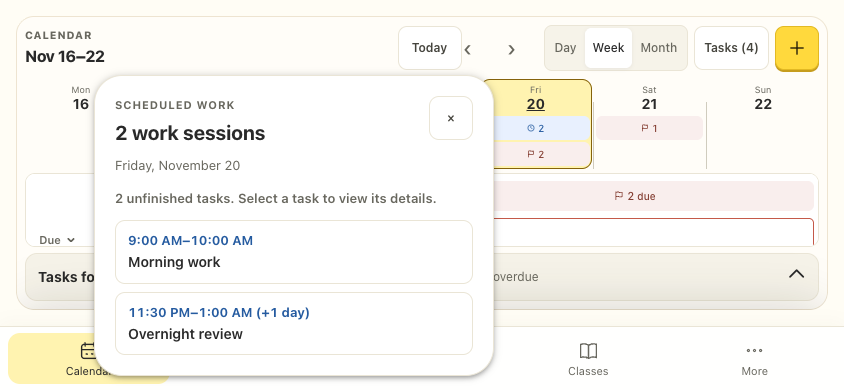 CALENDAR
Nov 16–22
Today
Day
Week
Month
Tasks (4)
Mon
16
Fri
20
2
2
Sat
21
1
Sun
22
SCHEDULED WORK
2 work sessions
Friday, November 20
2 unfinished tasks. Select a task to view its details.
9:00 AM–10:00 AM
Morning work
11:30 PM–1:00 AM (+1 day)
Overnight review
2 due
Due
Tasks fo
overdue
Calenda
Classes
More